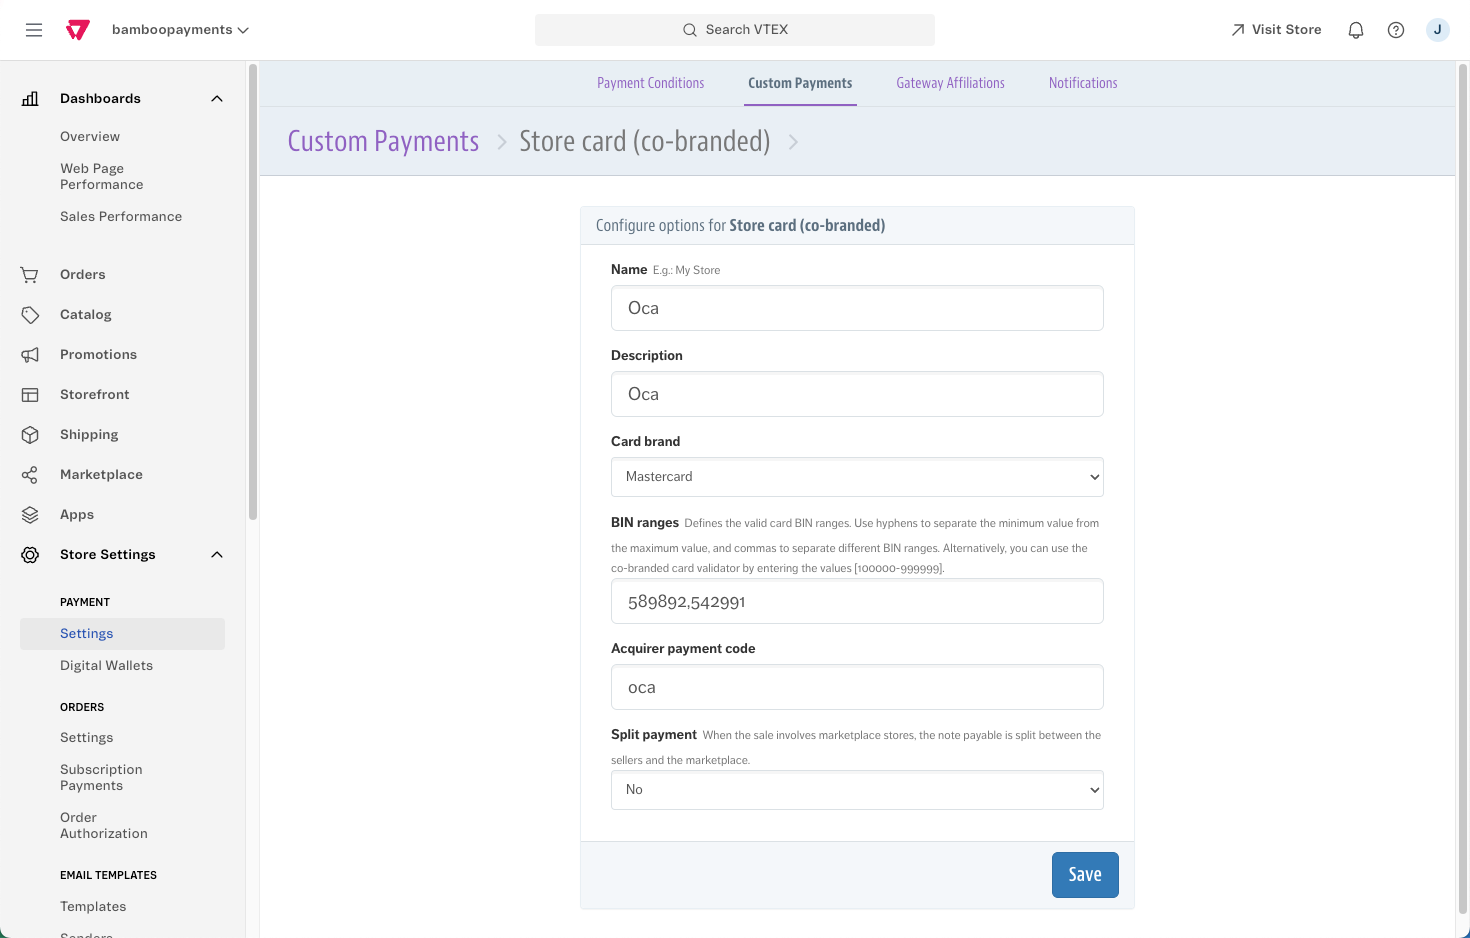 bamboopayments
Search VTEX
Visit Store
J
Dashboards
Overview
Web Page
Performance
Sales Performance
Orders
Catalog
Promotions
Storefront
Shipping
Marketplace
Apps
Store Settings
PAYMENT
Settings
Digital Wallets
ORDERS
Settings
Subscription
Payments
Order
Authorization
EMAIL TEMPLATES
Templates
Senders
Payment Conditions
Custom Payments
Gateway Affiliations
Notifications
Custom Payments > Store card (co-branded) >
Configure options for Store card (co-branded)
Name E.g.: My Store
Oca
Description
Oca
Card brand
Mastercard
BIN ranges Defines the valid card BIN ranges. Use hyphens to separate the minimum value from
the maximum value, and commas to separate different BIN ranges. Alternatively, you can use the
co-branded card validator by entering the values [100000-999999].
589892,542991
Acquirer payment code
oca
Split payment When the sale involves marketplace stores, the note payable is split between the
sellers and the marketplace.
No
Save